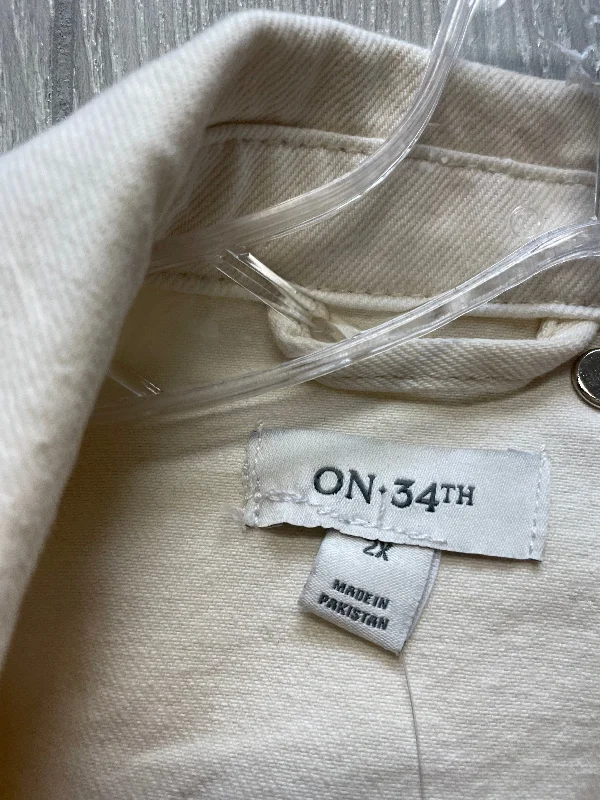 ON·34TH
2X
MADE IN
PAKISTAN